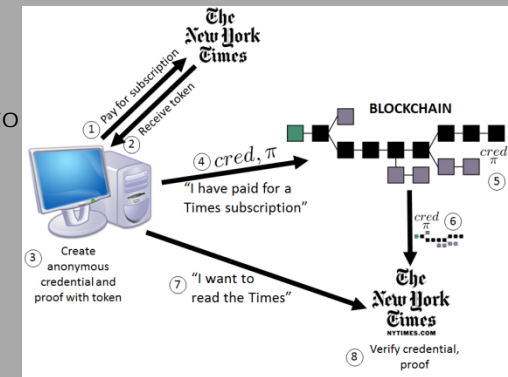 The
New York
Times
① Pay for subscription
② Receive token
BLOCKCHAIN
④ cred, π
"I have paid for a
Times subscription"
cred
π
⑤
cred
π
⑥
③ Create
anonymous
credential and
proof with token
⑦ "I want to
read the Times"
The
New York
Times
NYTIMES.COM
⑧ Verify credential,
proof